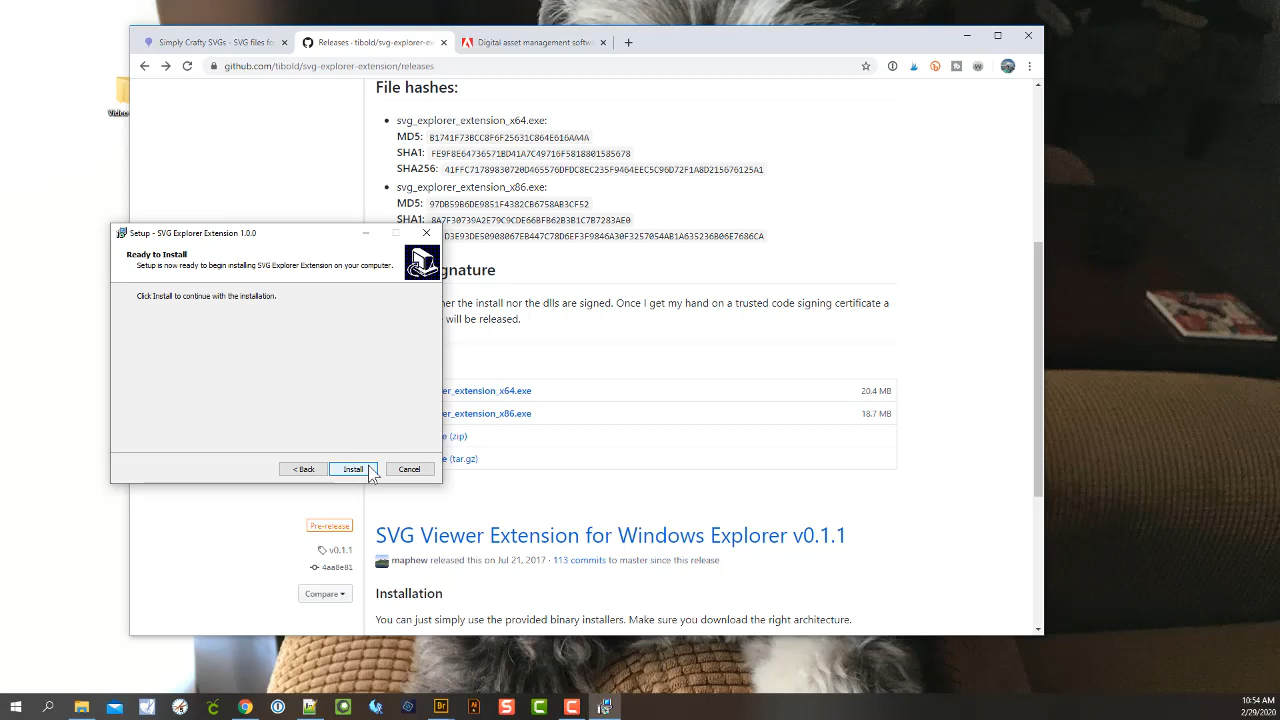 Simply Crafty SVGs - SVG files fo
Releases · tibold/svg-explorer-e
Digital asset management softw
github.com/tibold/svg-explorer-extension/releases
Video
File hashes:
svg_explorer_extension_x64.exe:
MD5: B1741F73BCC8F6F25631C864E616AA4A
SHA1: FE9F8E64736571BD41A7C49716F5818801585678
SHA256: 41FFC71789830720D465576DFDC8EC235F9464EEC5C96D72F1A8D215676125A1
svg_explorer_extension_x86.exe:
MD5: 97DB59B6DE9851F4382CB6758AB3CF52
SHA1: 8A7F30739A2E79C9CDE66BFB62B3B1C7B7283AE0
D3E93DE50908067EB447C78D6EF3F9846A30F3257054AB1A635236B06E7686CA
gnature
her the install nor the dlls are signed. Once I get my hand on a trusted code signing certificate a
will be released.
er_extension_x64.exe 20.4 MB
er_extension_x86.exe 18.7 MB
e (zip)
e (tar.gz)
Setup - SVG Explorer Extension 1.0.0
Ready to Install
Setup is now ready to begin installing SVG Explorer Extension on your computer.
Click Install to continue with the installation.
< Back Install Cancel
Pre-release
v0.1.1
4aa8e81
Compare
SVG Viewer Extension for Windows Explorer v0.1.1
maphew released this on Jul 21, 2017 · 113 commits to master since this release
Installation
You can just simply use the provided binary installers. Make sure you download the right architecture.
Br
Ai
S
C
C
10:54 AM
2/29/2020